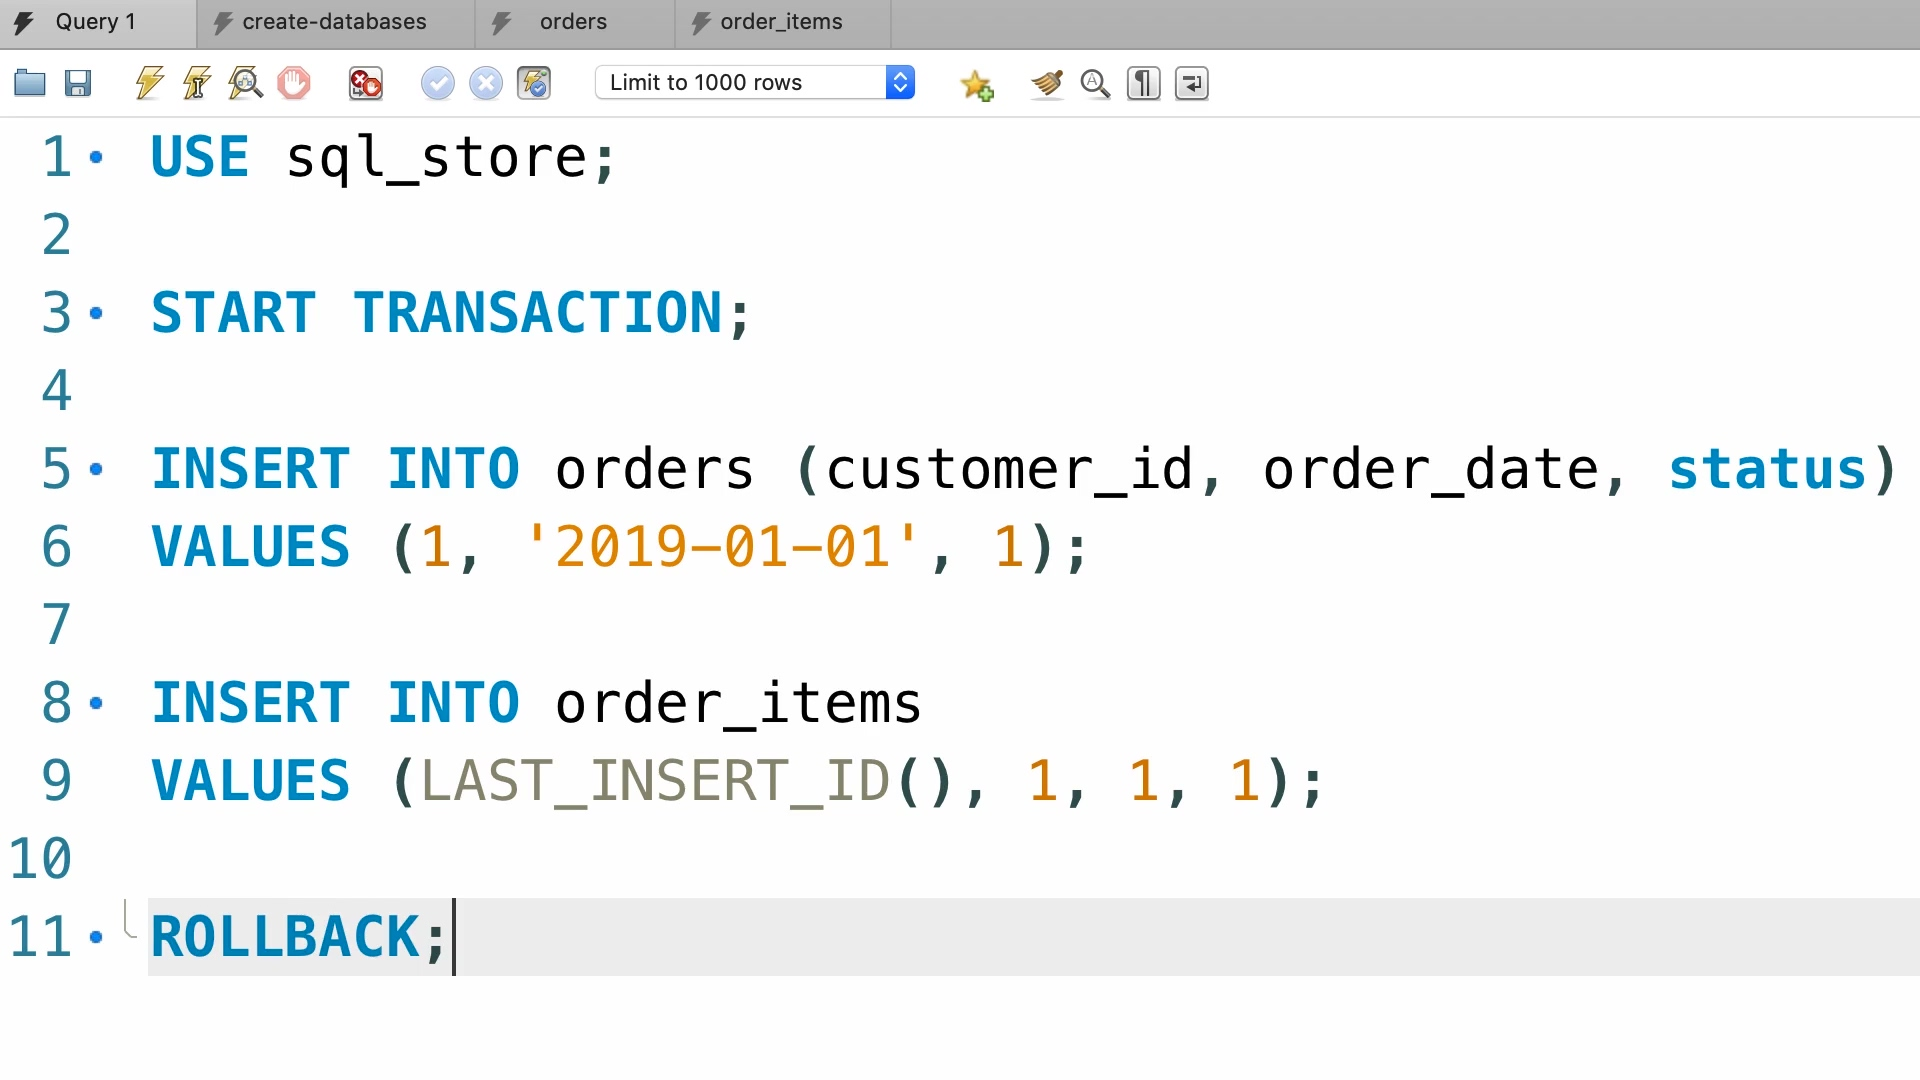 Query 1 create-databases orders order_items
Limit to 1000 rows
1 USE sql_store;
2
3 START TRANSACTION;
4
5 INSERT INTO orders (customer_id, order_date, status)
6 VALUES (1, '2019-01-01', 1);
7
8 INSERT INTO order_items
9 VALUES (LAST_INSERT_ID(), 1, 1, 1);
10
11 ROLLBACK;